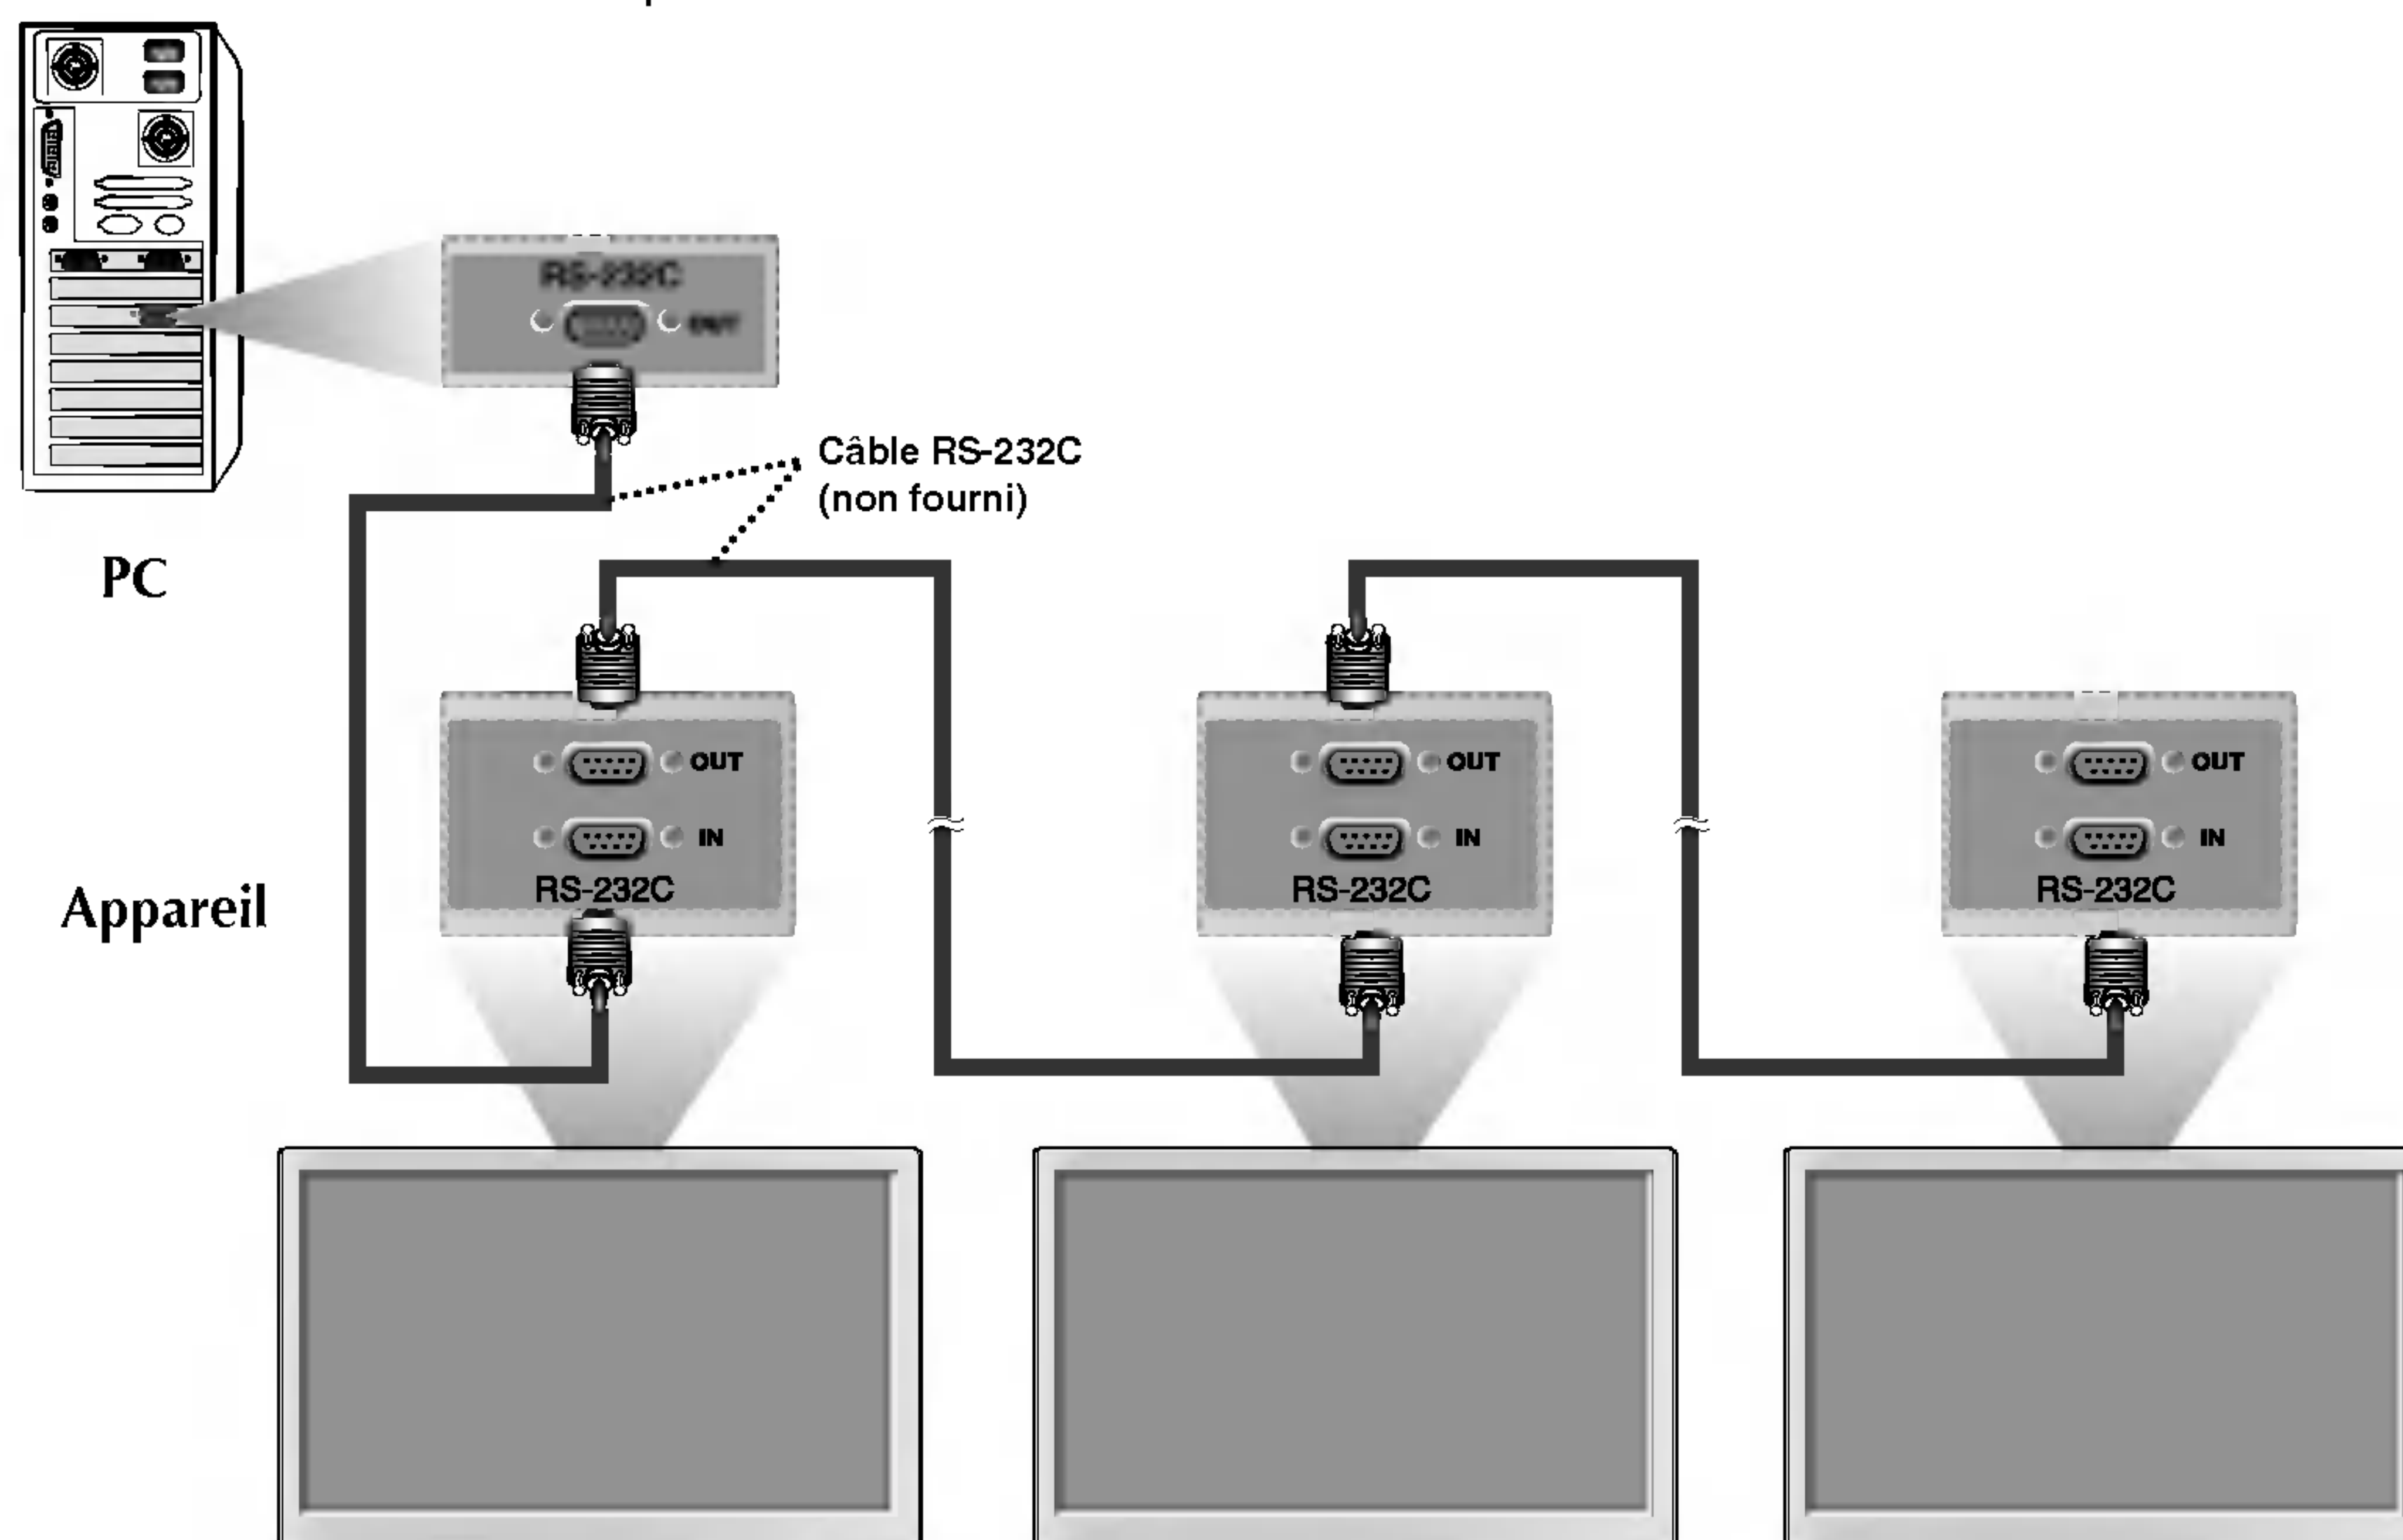 RS-232C
OUT
Câble RS-232C
(non fourni)
PC
OUT
IN
RS-232C
OUT
IN
RS-232C
OUT
IN
RS-232C
Appareil